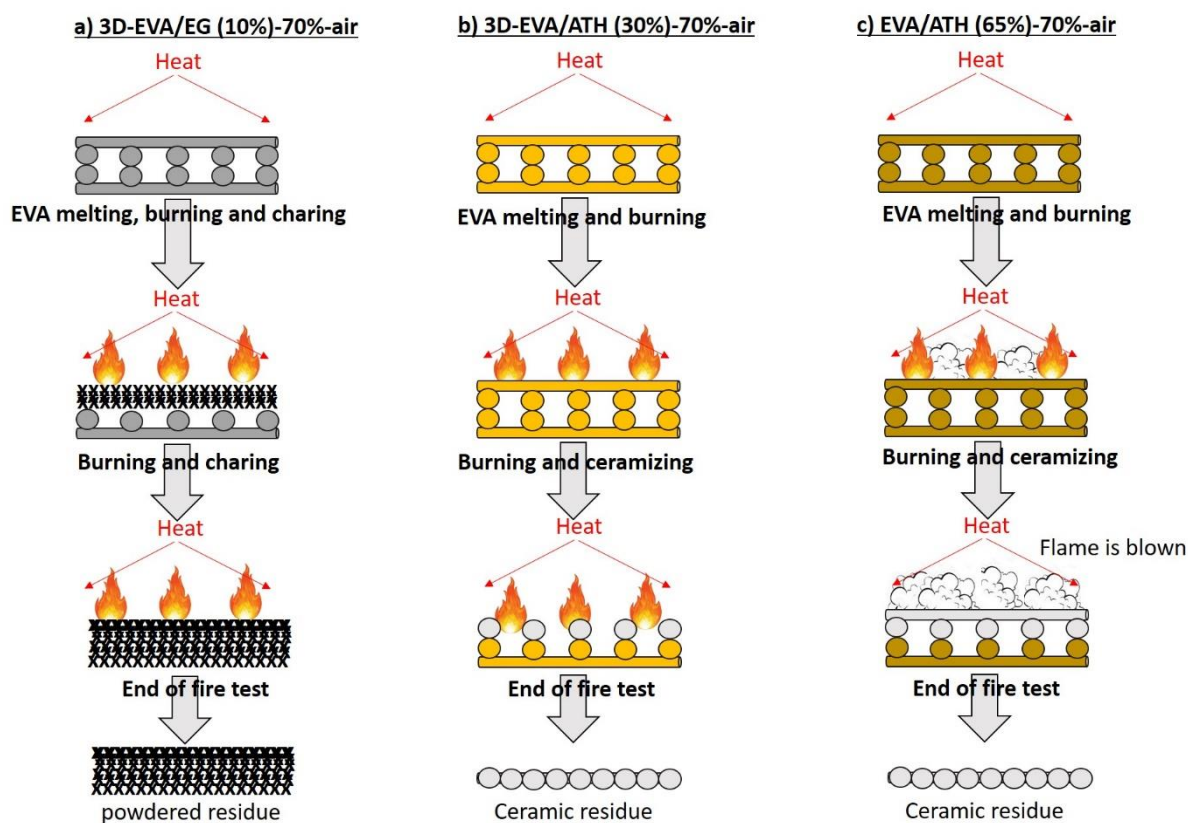 a) 3D-EVA/EG (10%)-70%-air
Heat
EVA melting, burning and charing
Heat
Burning and charing
Heat
End of fire test
powdered residue
b) 3D-EVA/ATH (30%)-70%-air
Heat
EVA melting and burning
Heat
Burning and ceramizing
Heat
End of fire test
Ceramic residue
c) EVA/ATH (65%)-70%-air
Heat
EVA melting and burning
Heat
Burning and ceramizing
Heat
Flame is blown
End of fire test
Ceramic residue